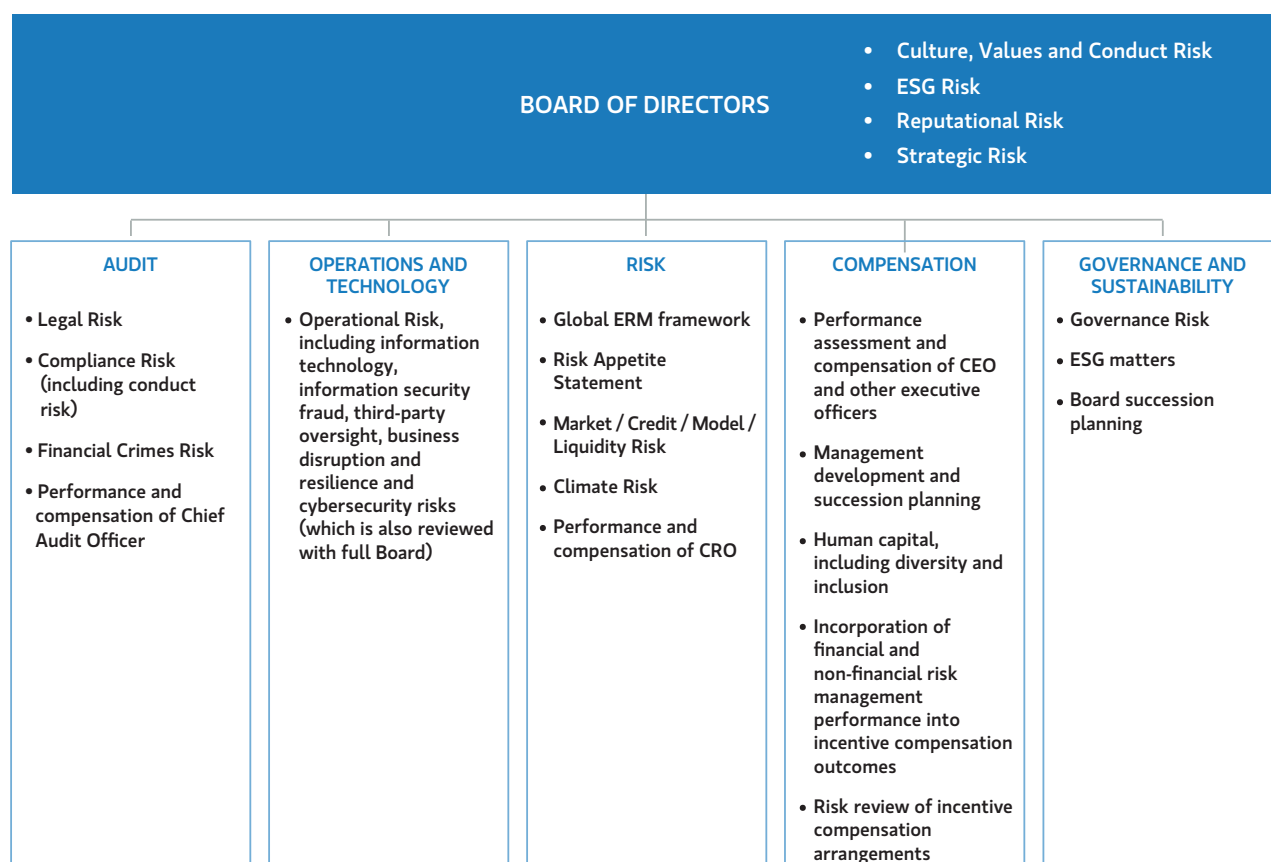 BOARD OF DIRECTORS
• Culture, Values and Conduct Risk
• ESG Risk
• Reputational Risk
• Strategic Risk
AUDIT
• Legal Risk
• Compliance Risk
(including conduct
risk)
• Financial Crimes Risk
• Performance and
compensation of Chief
Audit Officer
OPERATIONS AND
TECHNOLOGY
• Operational Risk,
including information
technology,
information security
fraud, third-party
oversight, business
disruption and
resilience and
cybersecurity risks
(which is also reviewed
with full Board)
RISK
• Global ERM framework
• Risk Appetite
Statement
• Market / Credit / Model /
Liquidity Risk
• Climate Risk
• Performance and
compensation of CRO
COMPENSATION
• Performance
assessment and
compensation of CEO
and other executive
officers
• Management
development and
succession planning
• Human capital,
including diversity and
inclusion
• Incorporation of
financial and
non-financial risk
management
performance into
incentive compensation
outcomes
• Risk review of incentive
compensation
arrangements
GOVERNANCE AND
SUSTAINABILITY
• Governance Risk
• ESG matters
• Board succession
planning